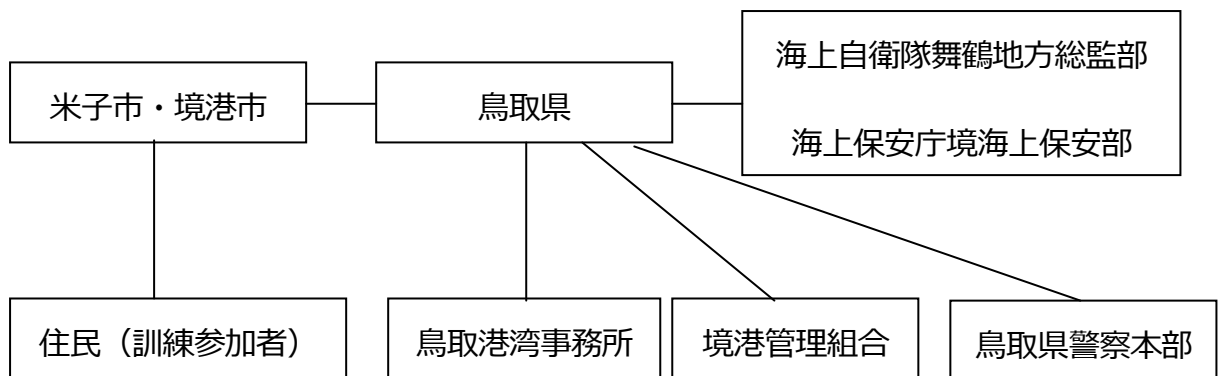 海上自衛隊舞鶴地方総監部
米子市・境港市
鳥取県
海上保安庁境海上保安部
住民（訓練参加者）
鳥取港湾事務所
境港管理組合
鳥取県警察本部